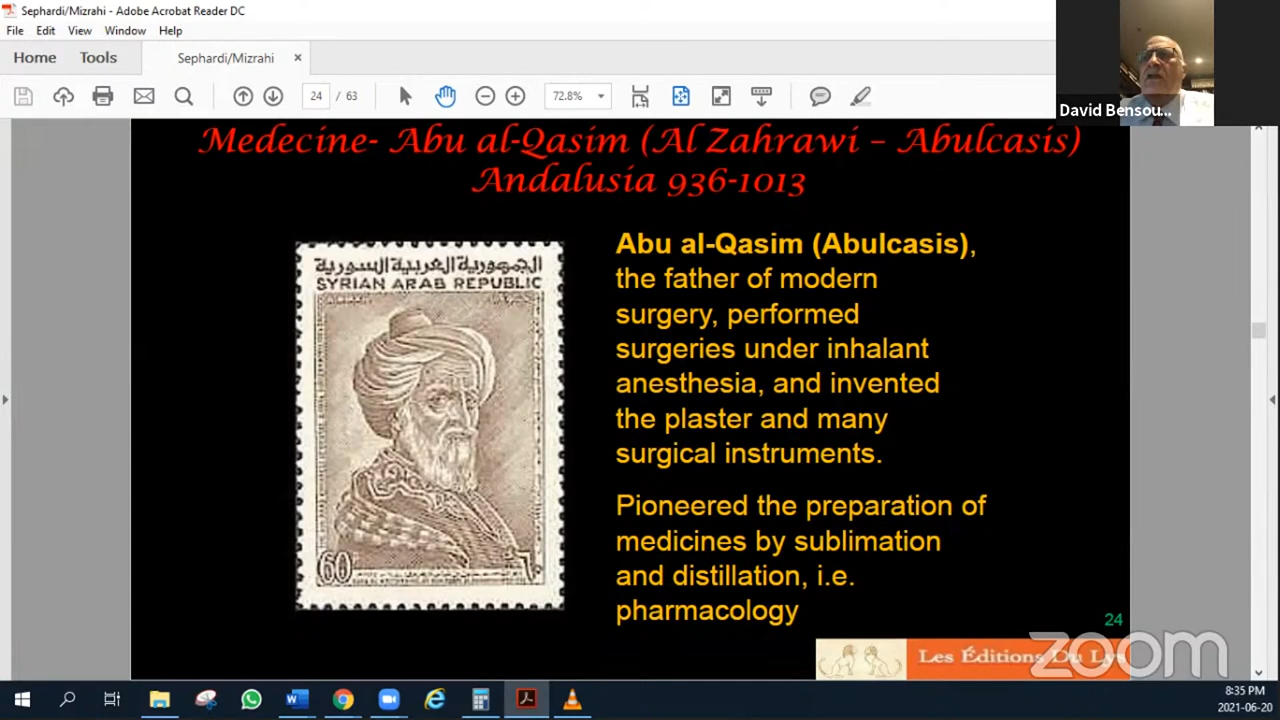 Sephardi/Mizrahi - Adobe Acrobat Reader DC
File Edit View Window Help
Home Tools Sephardi/Mizrahi ×
24 / 63 72.8%
David Bensou...
Medecine- Abu al-Qasim (Al Zahrawi – Abulcasis)
Andalusia 936-1013
الجمهورية العربية السورية
SYRIAN ARAB REPUBLIC
60 ٦٠
Abu al-Qasim (Abulcasis),
the father of modern
surgery, performed
surgeries under inhalant
anesthesia, and invented
the plaster and many
surgical instruments.
Pioneered the preparation of
medicines by sublimation
and distillation, i.e.
pharmacology
24
Les Éditions Du Lys
zoom
8:35 PM
2021-06-20